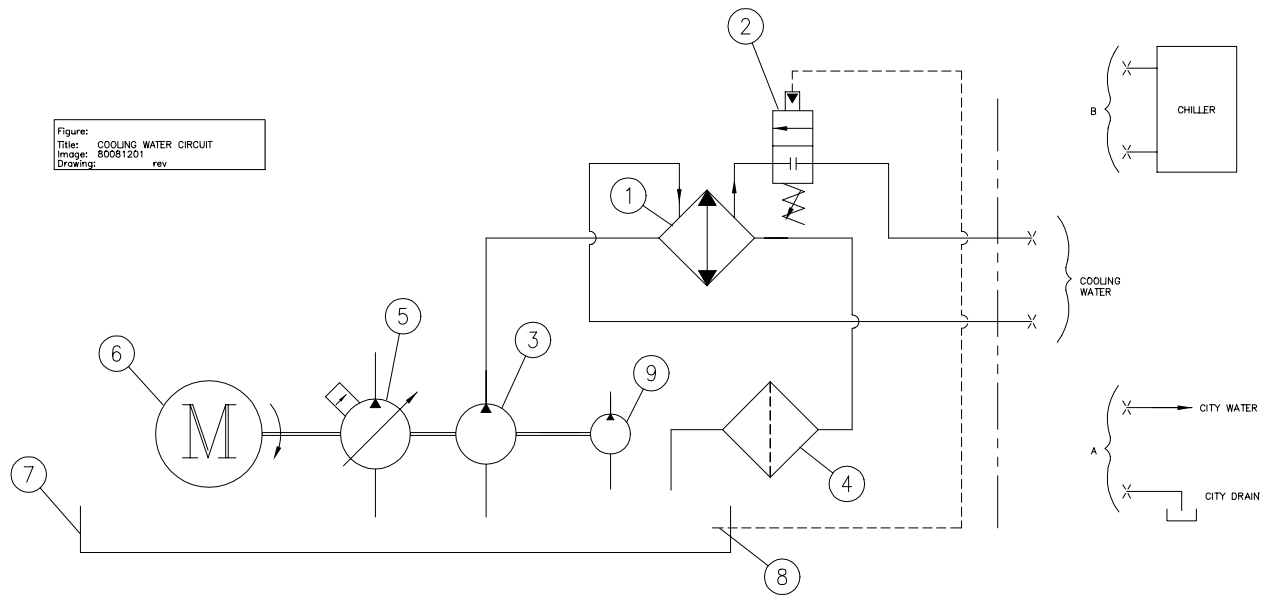 2
B
CHILLER
Figure:
Title: COOLING WATER CIRCUIT
Image: 80081201
Drawing: rev
1
COOLING
WATER
5
3
6
9
M
CITY WATER
A
7
4
CITY DRAIN
8